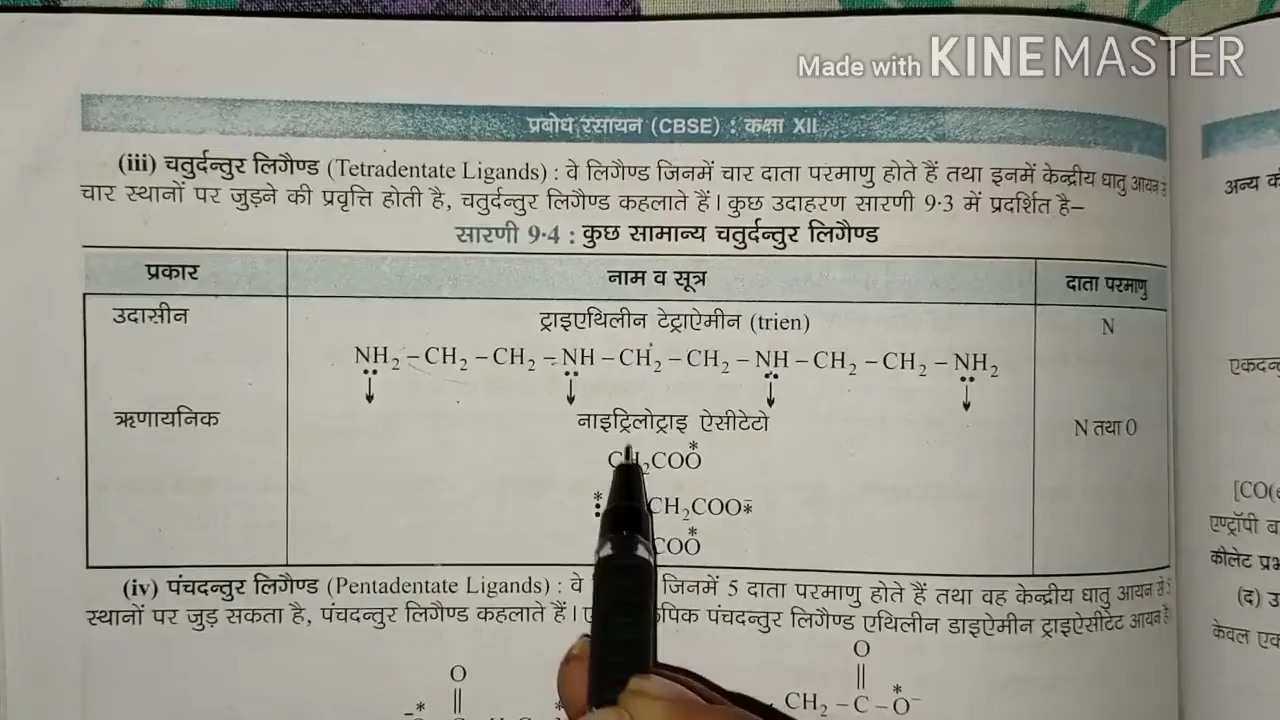 Made with KINEMASTER
प्रबोध रसायन (CBSE) : कक्षा XII
(iii) चतुर्दन्तुर लिगैण्ड (Tetradentate Ligands) : वे लिगैण्ड जिनमें चार दाता परमाणु होते हैं तथा इनमें केन्द्रीय धातु आयन से
चार स्थानों पर जुड़ने की प्रवृत्ति होती है, चतुर्दन्तुर लिगैण्ड कहलाते हैं। कुछ उदाहरण सारणी 9·3 में प्रदर्शित है–
सारणी 9·4 : कुछ सामान्य चतुर्दन्तुर लिगैण्ड
प्रकार नाम व सूत्र दाता परमाणु
उदासीन ट्राइएथिलीन टेट्राऐमीन (trien) N
NH₂ – CH₂ – CH₂ – NH – CH₂ – CH₂ – NH – CH₂ – CH₂ – NH₂
ऋणायनिक नाइट्रिलोट्राइ ऐसीटेटो N तथा O
CH₂COO*
CH₂COO⁻*
COO*
(iv) पंचदन्तुर लिगैण्ड (Pentadentate Ligands) : वे जिनमें 5 दाता परमाणु होते हैं तथा वह केन्द्रीय धातु आयन से 5
स्थानों पर जुड़ सकता है, पंचदन्तुर लिगैण्ड कहलाते हैं। पंचदन्तुर लिगैण्ड एथिलीन डाइऐमीन ट्राइऐसीटेट आयन है
O
O
CH₂ – C – O*⁻
अन्य
[CO(
एण्ट्रॉपी
(द)
केवल